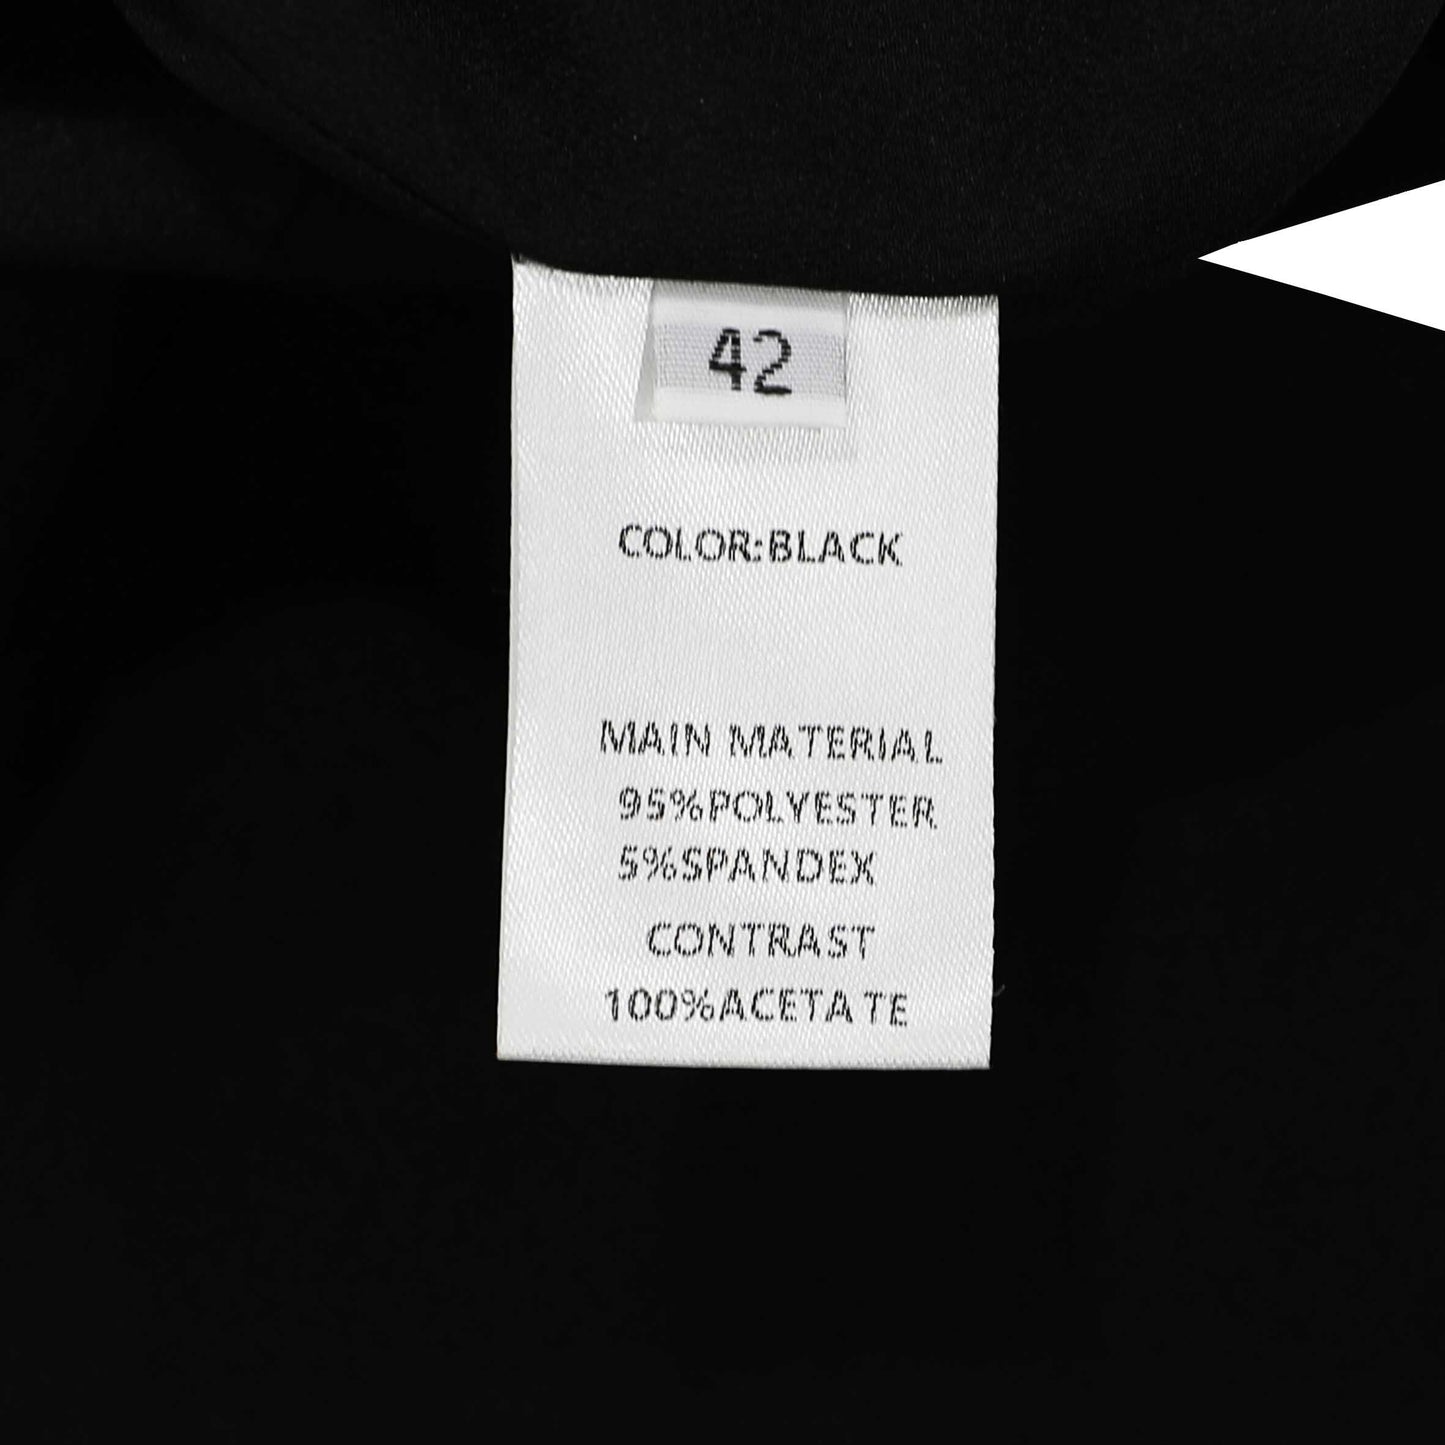 42
COLOR:BLACK
MAIN MATERIAL
95%POLYESTER
5%SPANDEX
CONTRAST
100%ACETATE